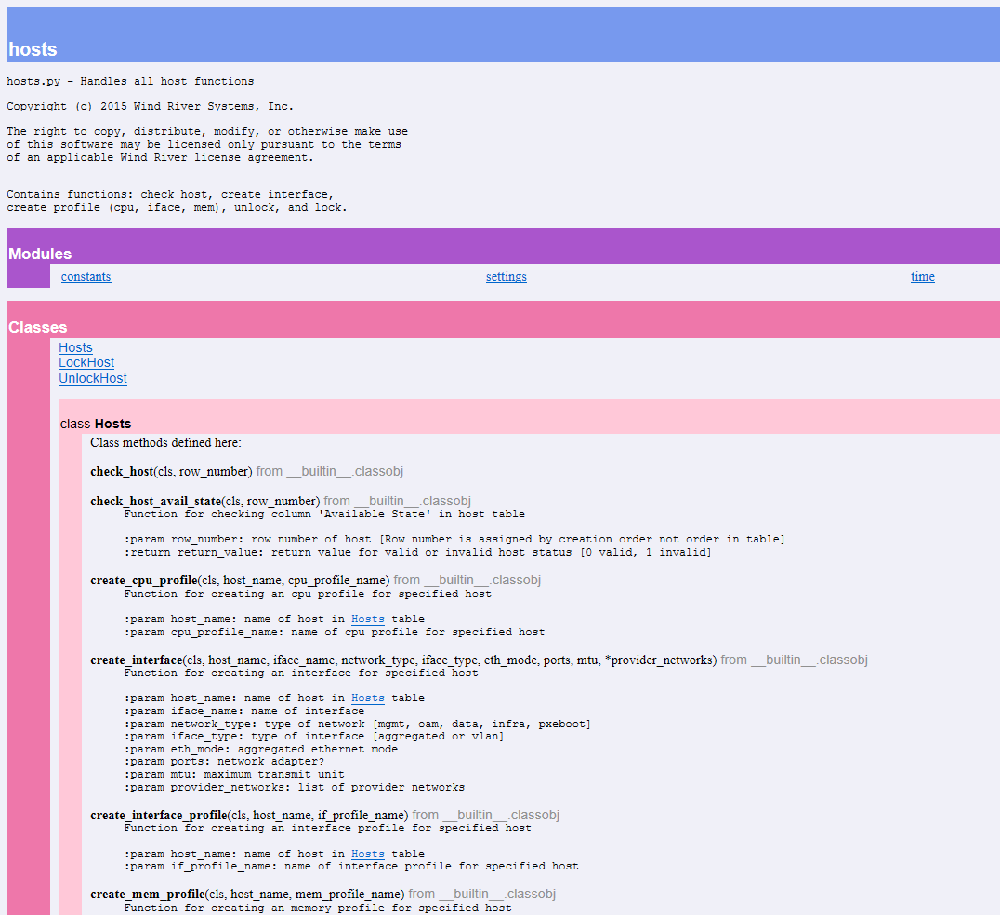 hosts
hosts.py - Handles all host functions
Copyright (c) 2015 Wind River Systems, Inc.
The right to copy, distribute, modify, or otherwise make use
of this software may be licensed only pursuant to the terms
of an applicable Wind River license agreement.
Contains functions: check host, create interface,
create profile (cpu, iface, mem), unlock, and lock.
Modules
constants settings time
Classes
Hosts
LockHost
UnlockHost
class Hosts
Class methods defined here:
check_host(cls, row_number) from __builtin__.classobj
check_host_avail_state(cls, row_number) from __builtin__.classobj
Function for checking column 'Available State' in host table
:param row_number: row number of host [Row number is assigned by creation order not order in table]
:return return_value: return value for valid or invalid host status [0 valid, 1 invalid]
create_cpu_profile(cls, host_name, cpu_profile_name) from __builtin__.classobj
Function for creating an cpu profile for specified host
:param host_name: name of host in Hosts table
:param cpu_profile_name: name of cpu profile for specified host
create_interface(cls, host_name, iface_name, network_type, iface_type, eth_mode, ports, mtu, *provider_networks) from __builtin__.classobj
Function for creating an interface for specified host
:param host_name: name of host in Hosts table
:param iface_name: name of interface
:param network_type: type of network [mgmt, oam, data, infra, pxeboot]
:param iface_type: type of interface [aggregated or vlan]
:param eth_mode: aggregated ethernet mode
:param ports: network adapter?
:param mtu: maximum transmit unit
:param provider_networks: list of provider networks
create_interface_profile(cls, host_name, if_profile_name) from __builtin__.classobj
Function for creating an interface profile for specified host
:param host_name: name of host in Hosts table
:param if_profile_name: name of interface profile for specified host
create_mem_profile(cls, host_name, mem_profile_name) from __builtin__.classobj
Function for creating an memory profile for specified host